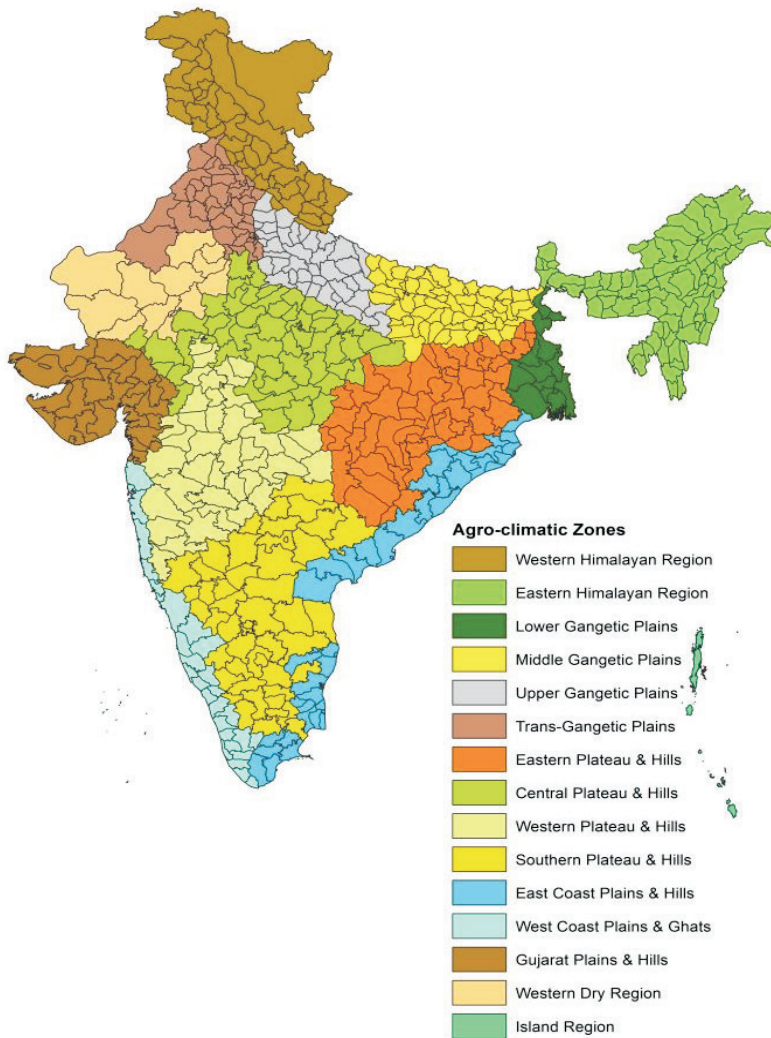 Agro-climatic Zones
Western Himalayan Region
Eastern Himalayan Region
Lower Gangetic Plains
Middle Gangetic Plains
Upper Gangetic Plains
Trans-Gangetic Plains
Eastern Plateau & Hills
Central Plateau & Hills
Western Plateau & Hills
Southern Plateau & Hills
East Coast Plains & Hills
West Coast Plains & Ghats
Gujarat Plains & Hills
Western Dry Region
Island Region